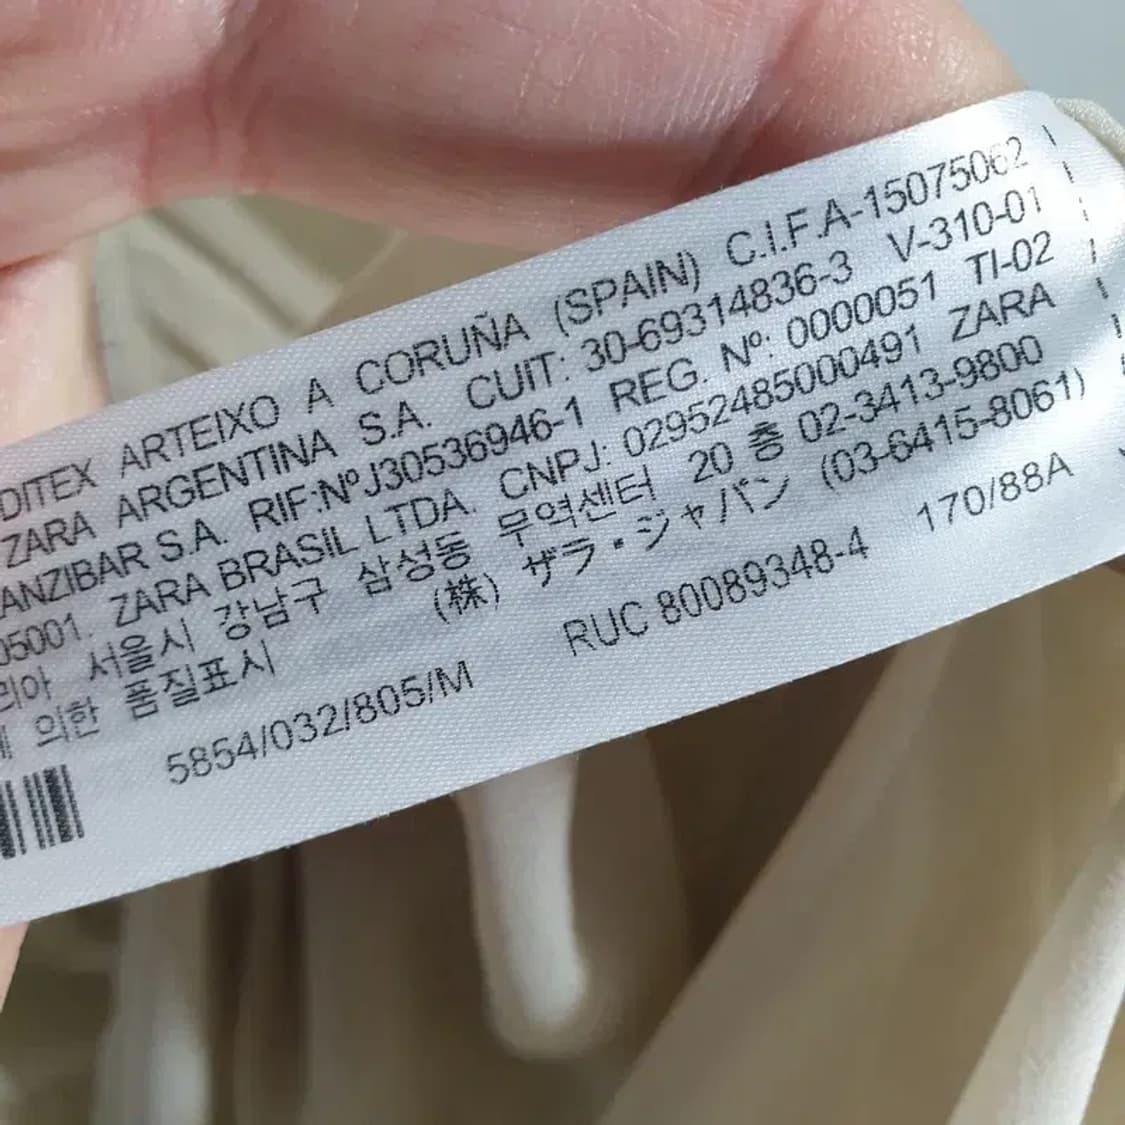 DITEX ARTEIXO A CORUÑA (SPAIN) C.I.F.A-15075062
ZARA ARGENTINA S.A. CUIT: 30-69314836-3 V-310-01
ANZIBAR S.A. RIF:NºJ30536946-1 REG. Nº: 0000051 TI-02
05001. ZARA BRASIL LTDA. CNPJ: 02952485000491 ZARA
리아 서울시 강남구 삼성동 무역센터 20 층 02-3413-9800
의한 품질표시 (株) ザラ・ジャパン (03-6415-8061)
5854/032/805/M RUC 80089348-4 170/88A